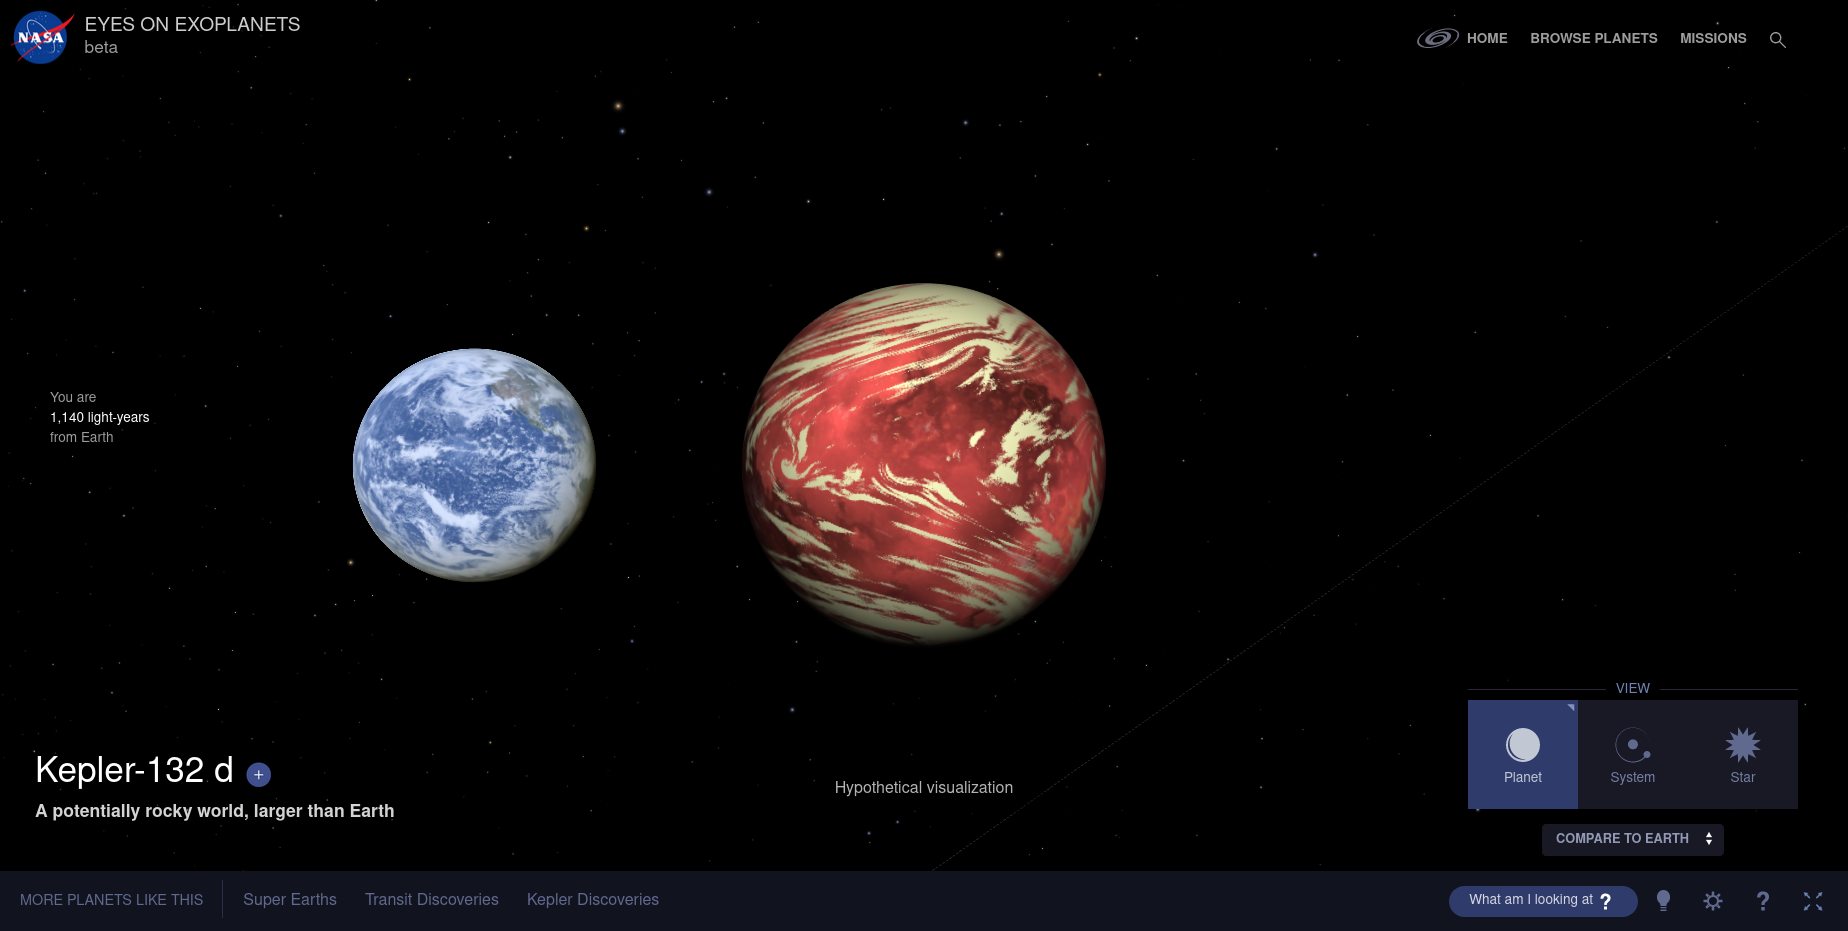 NASA
EYES ON EXOPLANETS
beta
HOME
BROWSE PLANETS
MISSIONS
You are
1,140 light-years
from Earth
Kepler-132 d +
A potentially rocky world, larger than Earth
Hypothetical visualization
VIEW
Planet
System
Star
COMPARE TO EARTH
MORE PLANETS LIKE THIS
Super Earths
Transit Discoveries
Kepler Discoveries
What am I looking at ?
?